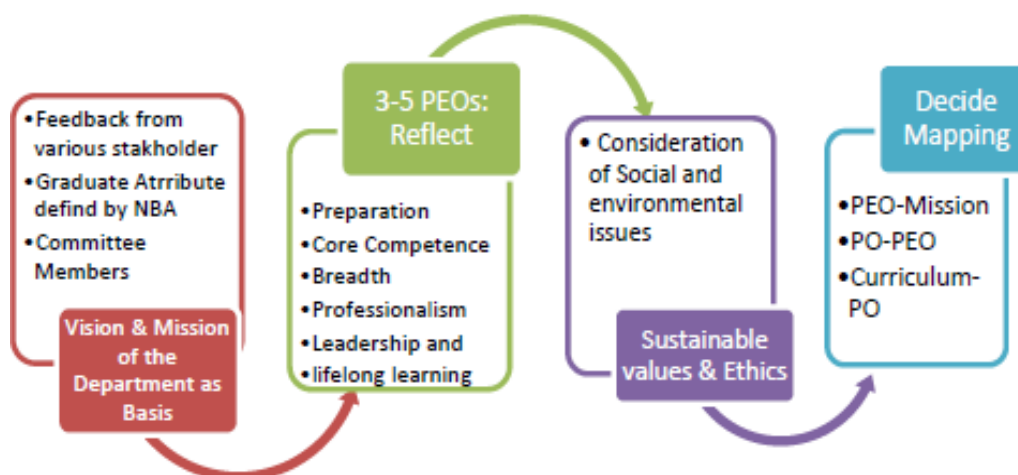 •Feedback from
various stakholder
•Graduate Atrribute
defind by NBA
•Committee
Members
Vision & Mission
of the
Department as
Basis
3-5 PEOs:
Reflect
•Preparation
•Core Competence
•Breadth
•Professionalism
•Leadership and
•lifelong learning
• Consideration
of Social and
environmental
issues
Sustainable
values & Ethics
Decide
Mapping
•PEO-Mission
•PO-PEO
•Curriculum-
PO